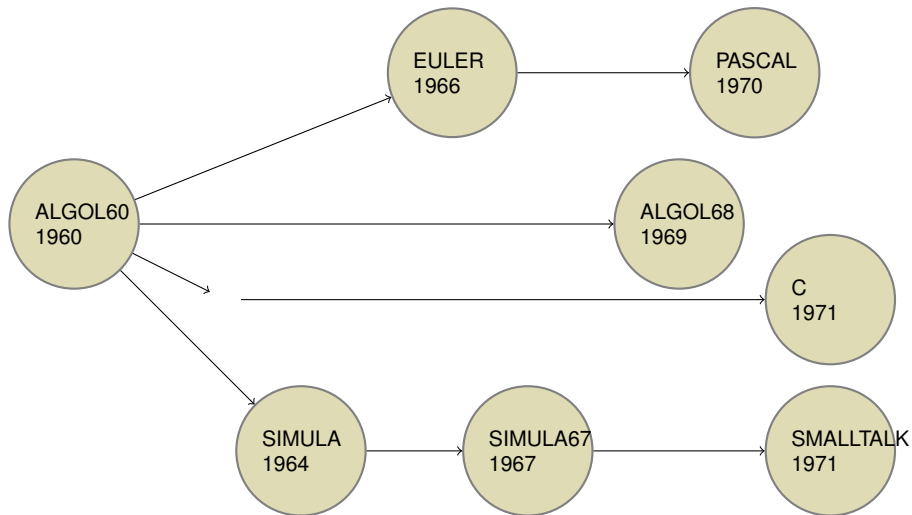 EULER
1966
PASCAL
1970
ALGOL60
1960
ALGOL68
1969
C
1971
SIMULA
1964
SIMULA67
1967
SMALLTALK
1971